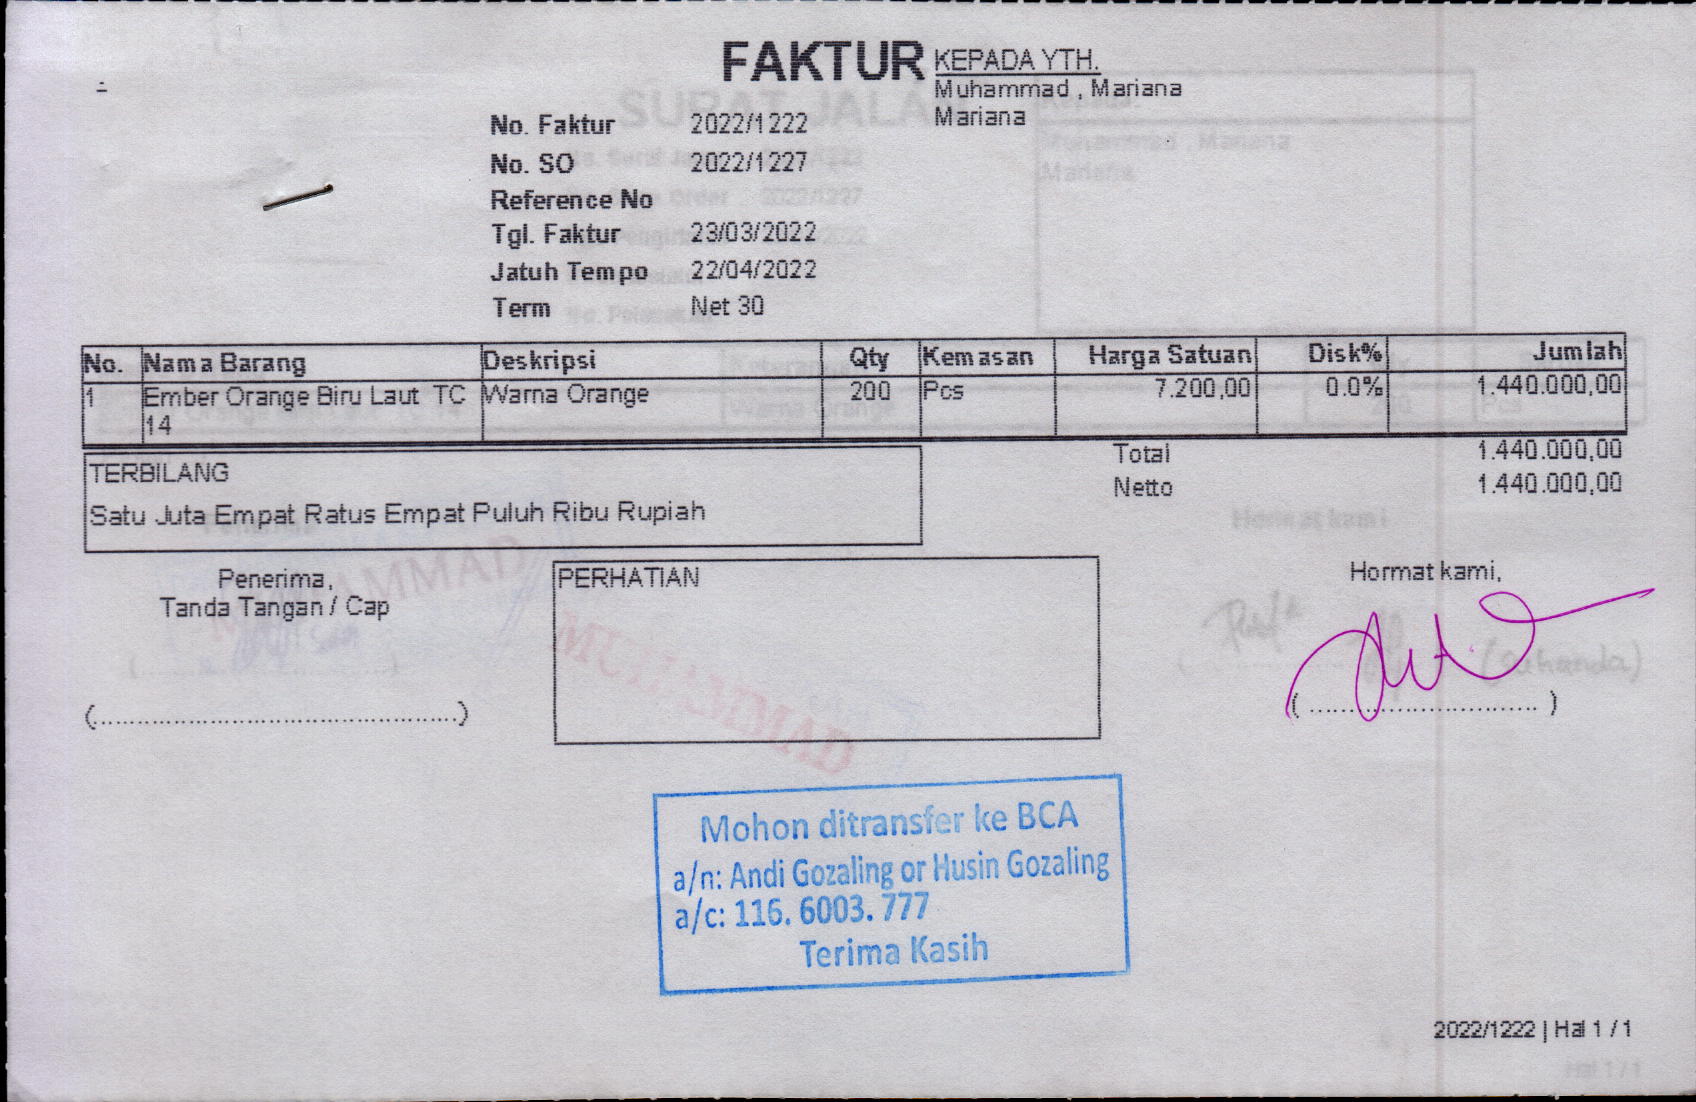 FAKTUR
KEPADA YTH.
Muhammad , Mariana
Mariana
No. Faktur 2022/1222
No. SO 2022/1227
Reference No
Tgl. Faktur 23/03/2022
Jatuh Tempo 22/04/2022
Term Net 30
No. Nama Barang Deskripsi Qty Kemasan Harga Satuan Disk% Jumlah
1 Ember Orange Biru Laut TC Warna Orange 200 Pcs 7.200,00 0.0% 1.440.000,00
14
Total 1.440.000,00
Netto 1.440.000,00
TERBILANG
Satu Juta Empat Ratus Empat Puluh Ribu Rupiah
Penerima,
Tanda Tangan / Cap
(................................................)
PERHATIAN
Hormat kami,
( .............................. )
MUHAMMAD
Mohon ditransfer ke BCA
a/n: Andi Gozaling or Husin Gozaling
a/c: 116. 6003. 777
Terima Kasih
2022/1222 | Hal 1 / 1